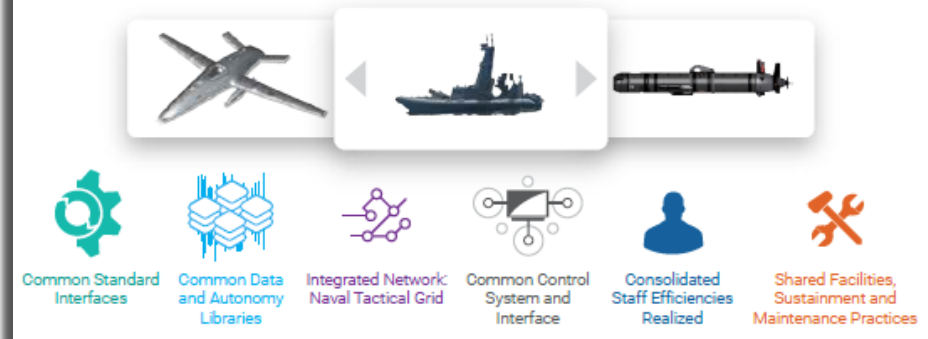 Common Standard
Interfaces
Common Data
and Autonomy
Libraries
Integrated Network:
Naval Tactical Grid
Common Control
System and
Interface
Consolidated
Staff Efficiencies
Realized
Shared Facilities,
Sustainment and
Maintenance Practices